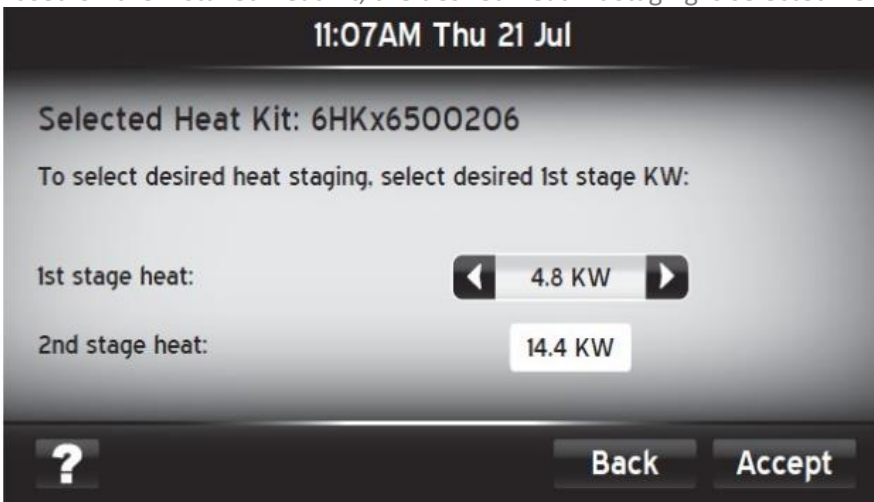 11:07AM Thu 21 Jul
Selected Heat Kit: 6HKx6500206
To select desired heat staging, select desired 1st stage KW:
1st stage heat: 4.8 KW
2nd stage heat: 14.4 KW
? Back Accept